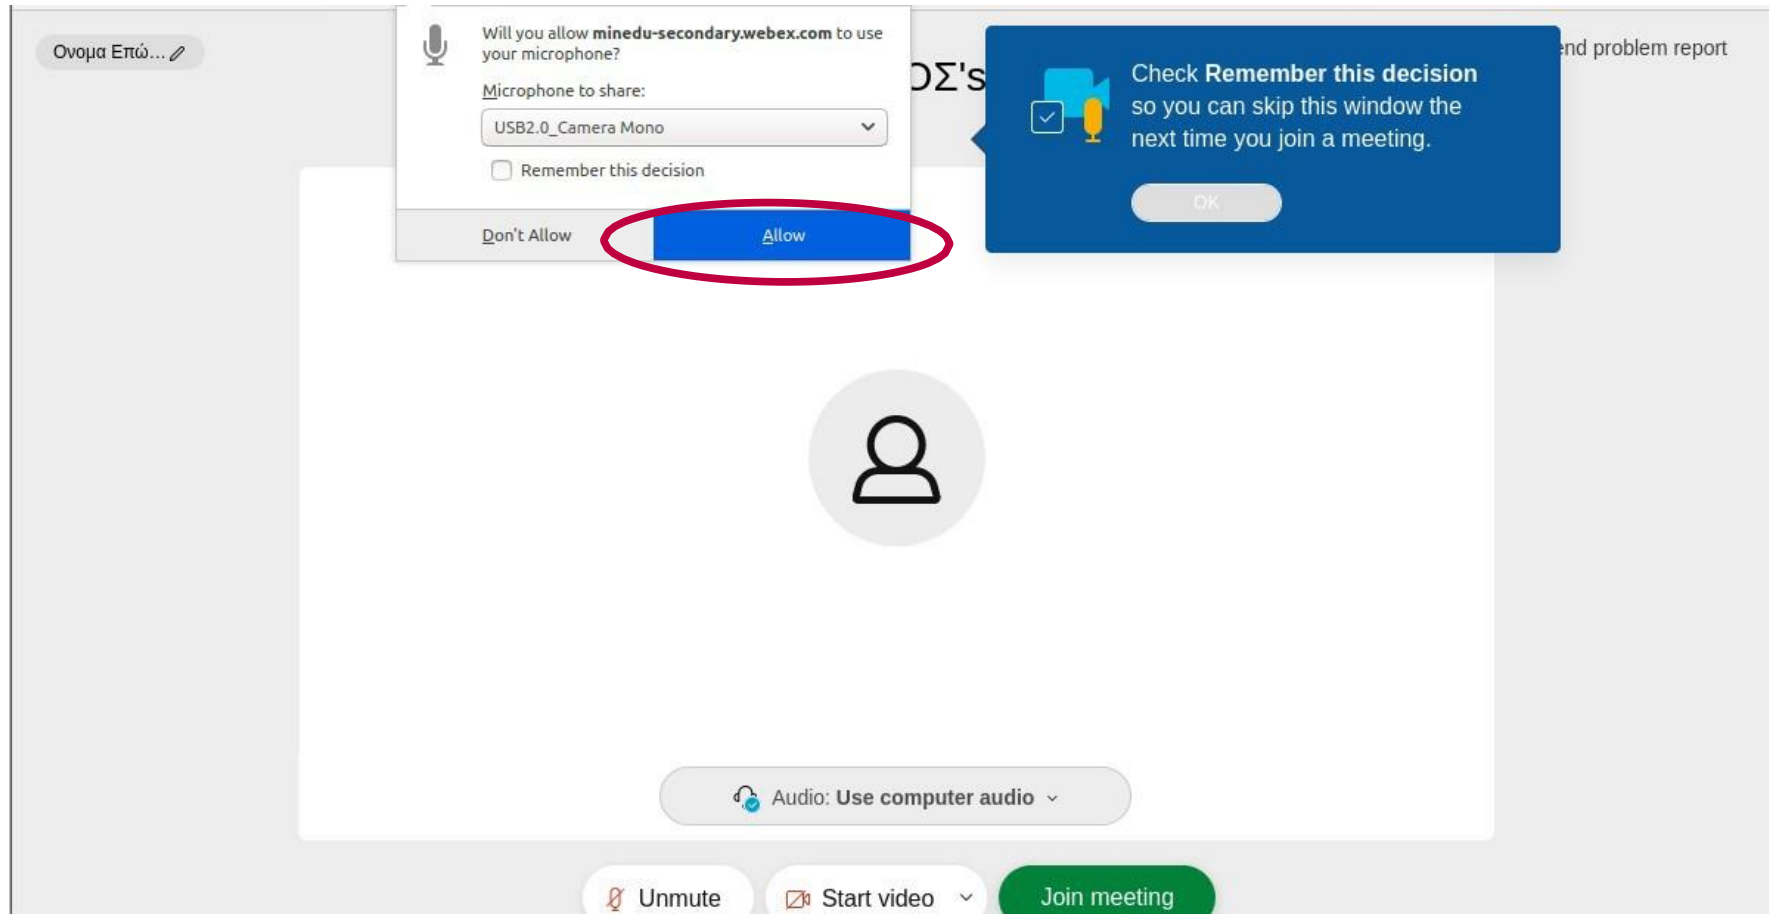 Ονομα Επώ...
Will you allow minedu-secondary.webex.com to use
your microphone?
Microphone to share:
USB2.0_Camera Mono
Remember this decision
Don't Allow
Allow
ΟΣ's
Check Remember this decision
so you can skip this window the
next time you join a meeting.
OK
end problem report
Audio: Use computer audio
Unmute
Start video
Join meeting